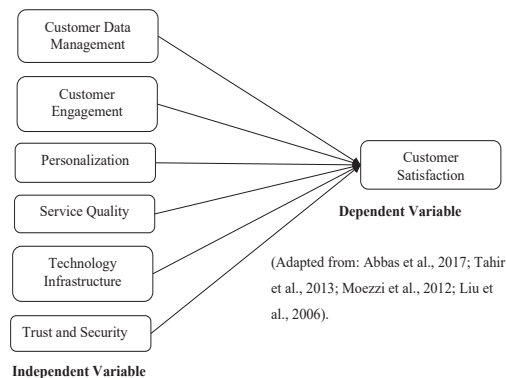 Customer Data
Management
Customer
Engagement
Personalization
Service Quality
Technology
Infrastructure
Trust and Security
Independent Variable
Customer
Satisfaction
Dependent Variable
(Adapted from: Abbas et al., 2017; Tahir
et al., 2013; Moezzi et al., 2012; Liu et
al., 2006).